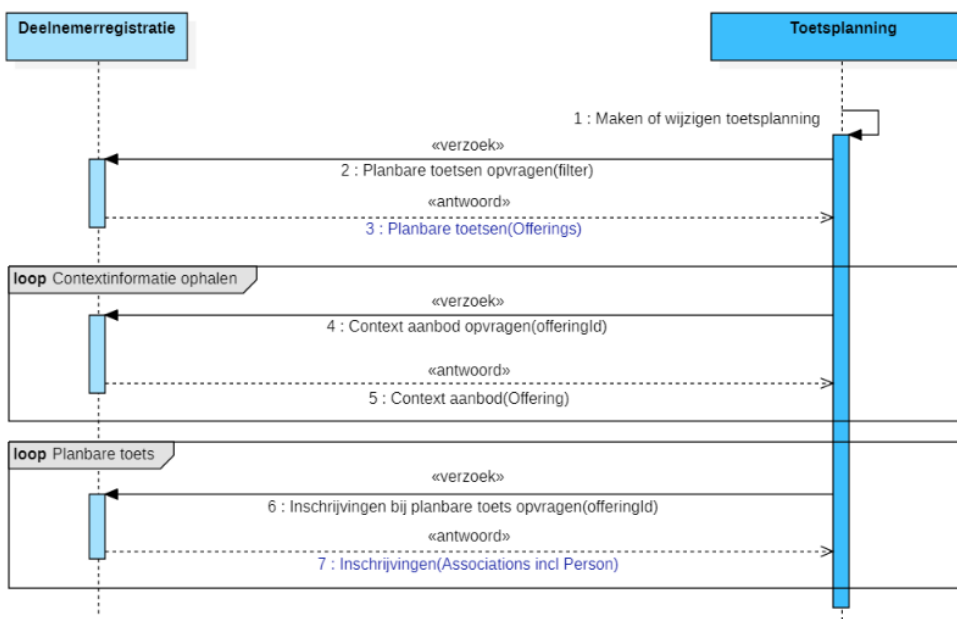 Deelnemerregistratie
Toetsplanning
1 : Maken of wijzigen toetsplanning
«verzoek»
2 : Planbare toetsen opvragen(filter)
«antwoord»
3 : Planbare toetsen(Offerings)
loop Contextinformatie ophalen
«verzoek»
4 : Context aanbod opvragen(offeringId)
«antwoord»
5 : Context aanbod(Offering)
loop Planbare toets
«verzoek»
6 : Inschrijvingen bij planbare toets opvragen(offeringId)
«antwoord»
7 : Inschrijvingen(Associations incl Person)